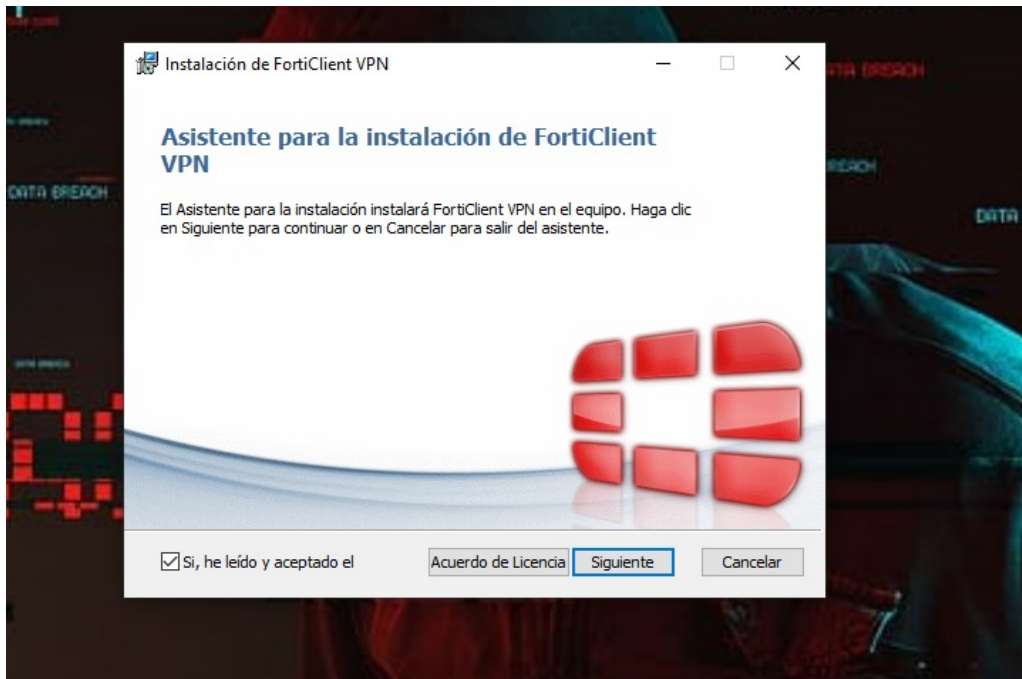 Instalación de FortiClient VPN
DATA BREACH
Asistente para la instalación de FortiClient
VPN
BREACH
DATA BREACH
El Asistente para la instalación instalará FortiClient VPN en el equipo. Haga clic
en Siguiente para continuar o en Cancelar para salir del asistente.
DATA
Si, he leído y aceptado el
Acuerdo de Licencia
Siguiente
Cancelar